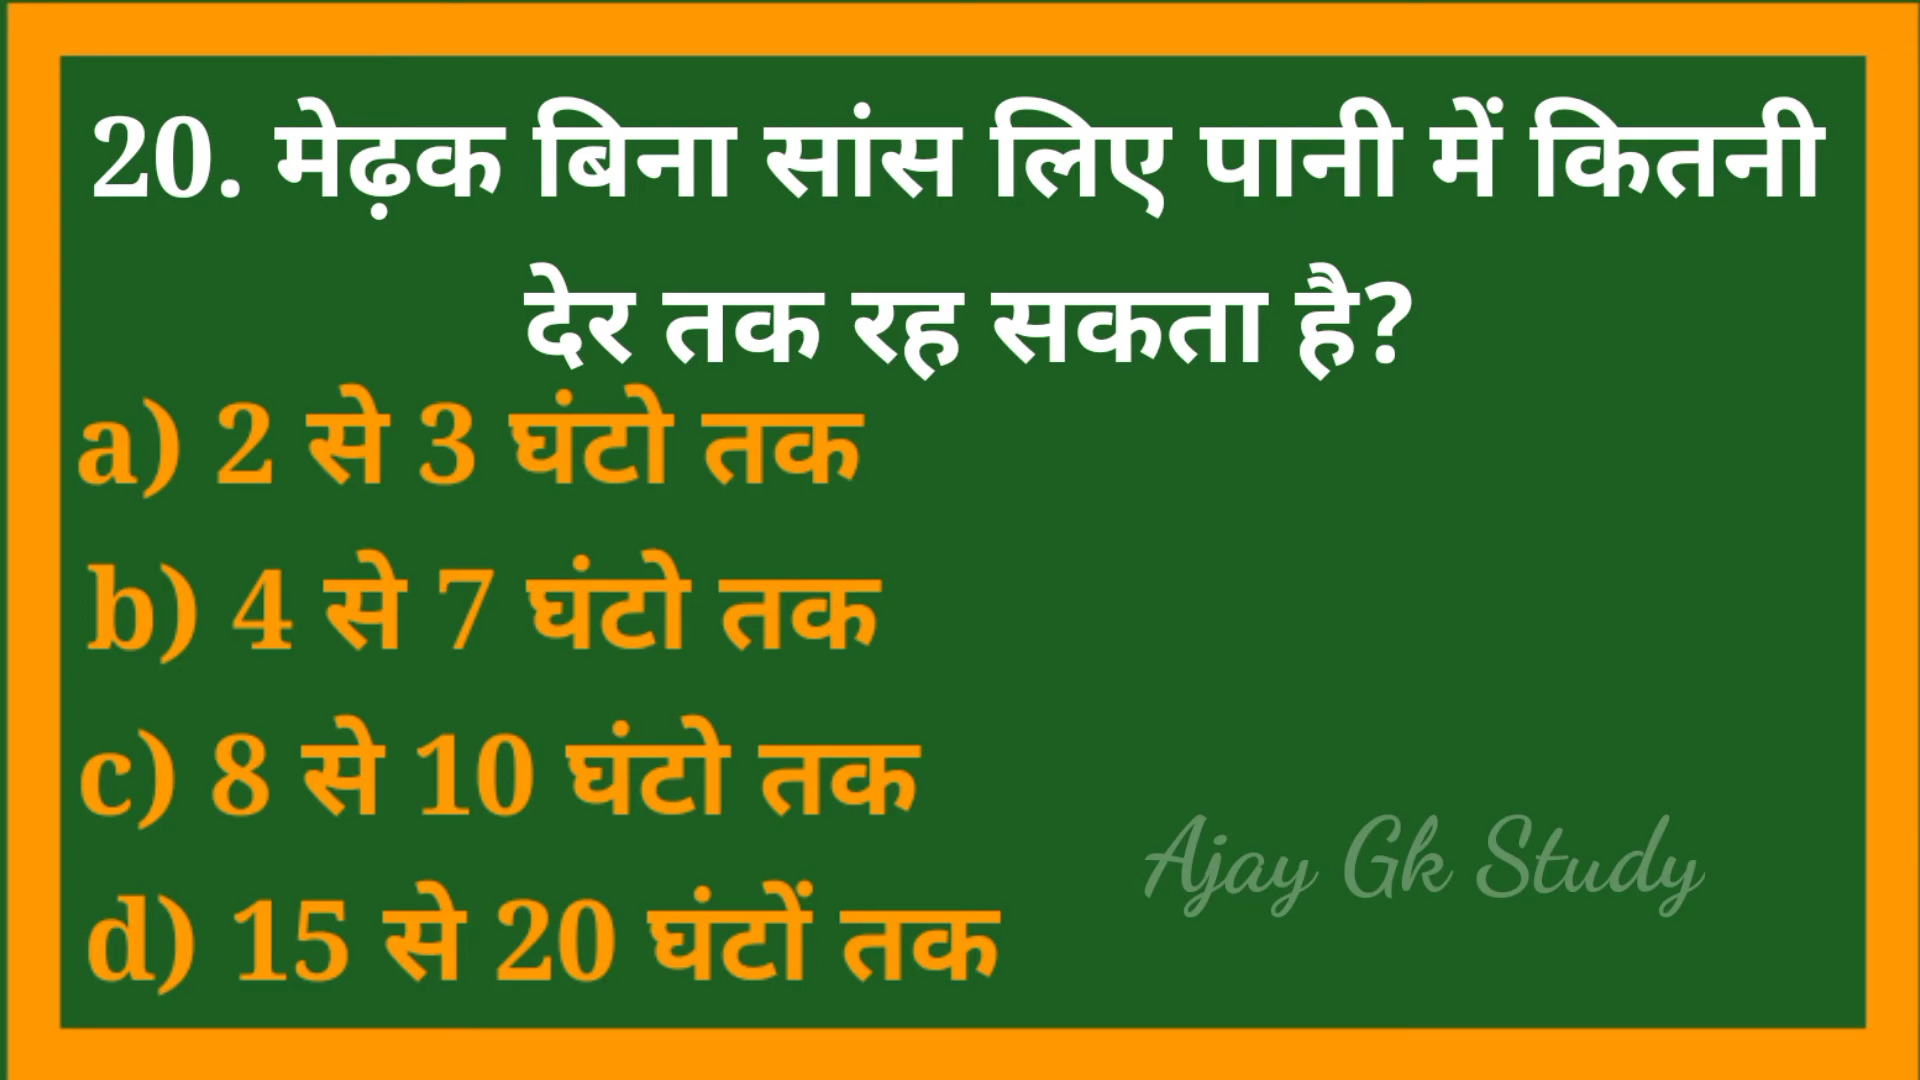 20. मेढ़क बिना सांस लिए पानी में कितनी
देर तक रह सकता है?
a) 2 से 3 घंटो तक
b) 4 से 7 घंटो तक
c) 8 से 10 घंटो तक
d) 15 से 20 घंटों तक
Ajay Gk Study